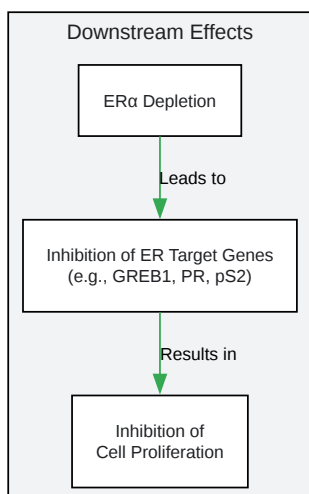 Downstream Effects
ERα Depletion
Leads to
Inhibition of ER Target Genes
(e.g., GREB1, PR, pS2)
Results in
Inhibition of
Cell Proliferation